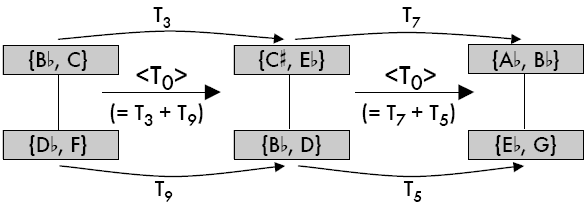 T₃ T₇
{B♭, C} {C♯, E♭} {A♭, B♭}
<T₀> <T₀>
(= T₃ + T₉) (= T₇ + T₅)
{D♭, F} {B♭, D} {E♭, G}
T₉ T₅